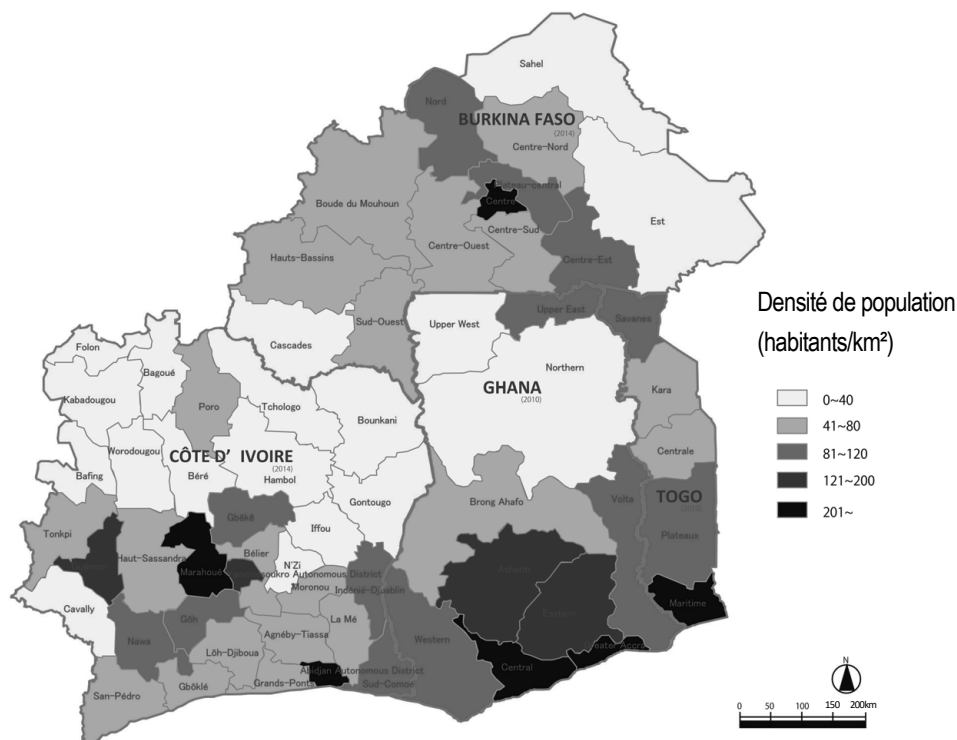 Sahel
Nord
BURKINA FASO
(2014)
Centre-Nord
Plateau-central
Centre
Boude du Mouhoun
Est
Centre-Sud
Centre-Ouest
Hauts-Bassins
Centre-Est
Sud-Ouest
Cascades
Upper West
Upper East
Savanes
Northern
GHANA
(2010)
Kara
Centrale
Folon
Bagoué
Kabadougou
Poro
Tchologo
Bounkani
Worodougou
CÔTE D' IVOIRE
(2014)
Bafing
Béré
Hambol
Gontougo
Brong Ahafo
Volta
TOGO
Plateaux
Gbêkê
Iffou
Tonkpi
Haut-Sassandra
Bélier
Marahoué
N'Zi
Autonomous District
Moronou
Indénié-Djuablin
Ashanti
Eastern
Maritime
Cavally
La Mé
Gôh
Nawa
Agnéby-Tiassa
Western
Greater Accra
Lôh-Djiboua
Central
Abidjan Autonomous District
Grands-Ponts
Sud-Comoé
San-Pédro
Gbôklé
Densité de population
(habitants/km²)
0~40
41~80
81~120
121~200
201~
N
0 50 100 150 200km